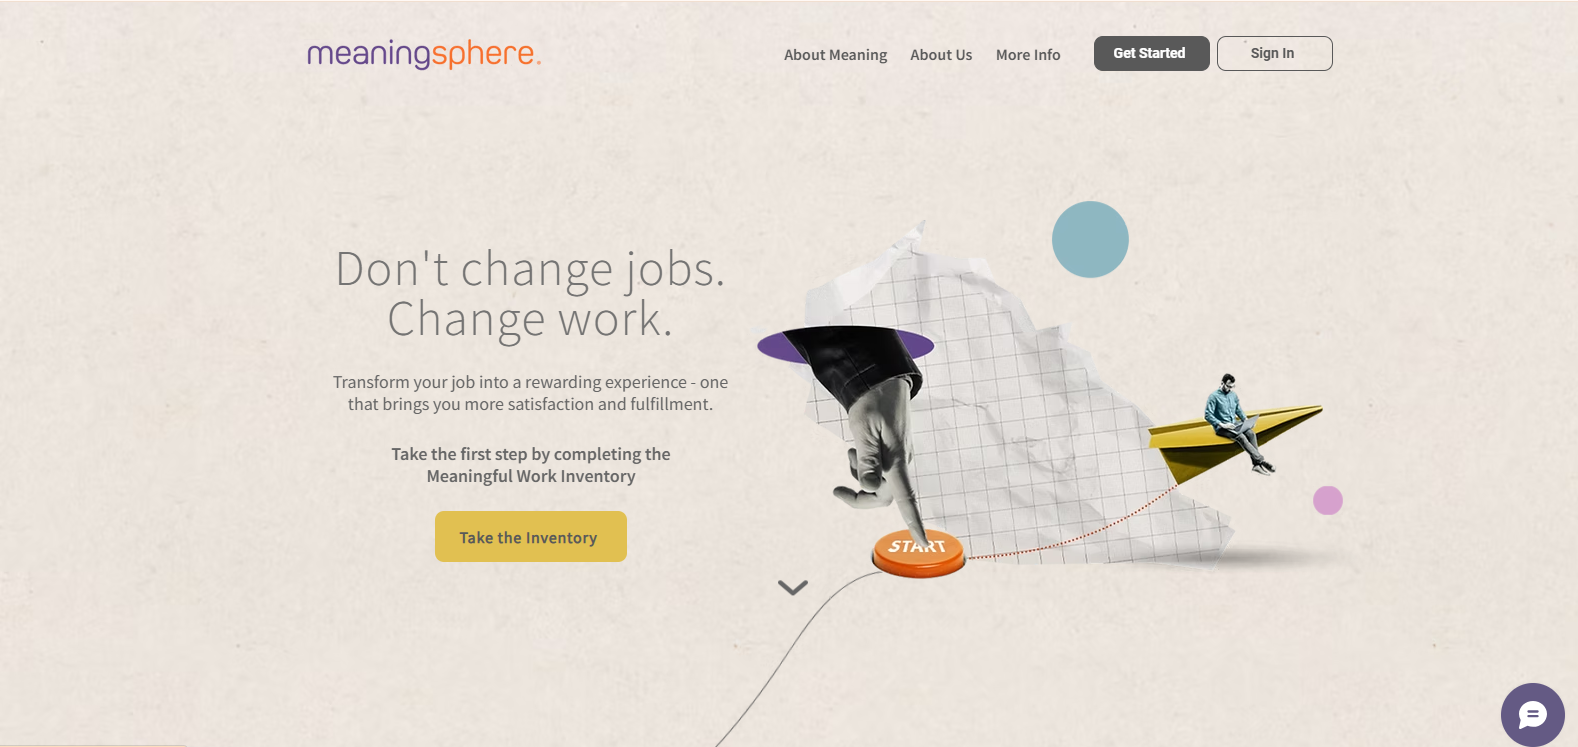 meaningsphere.
About Meaning
About Us
More Info
Get Started
Sign In
Don't change jobs.
Change work.
Transform your job into a rewarding experience - one
that brings you more satisfaction and fulfillment.
Take the first step by completing the
Meaningful Work Inventory
Take the Inventory
START